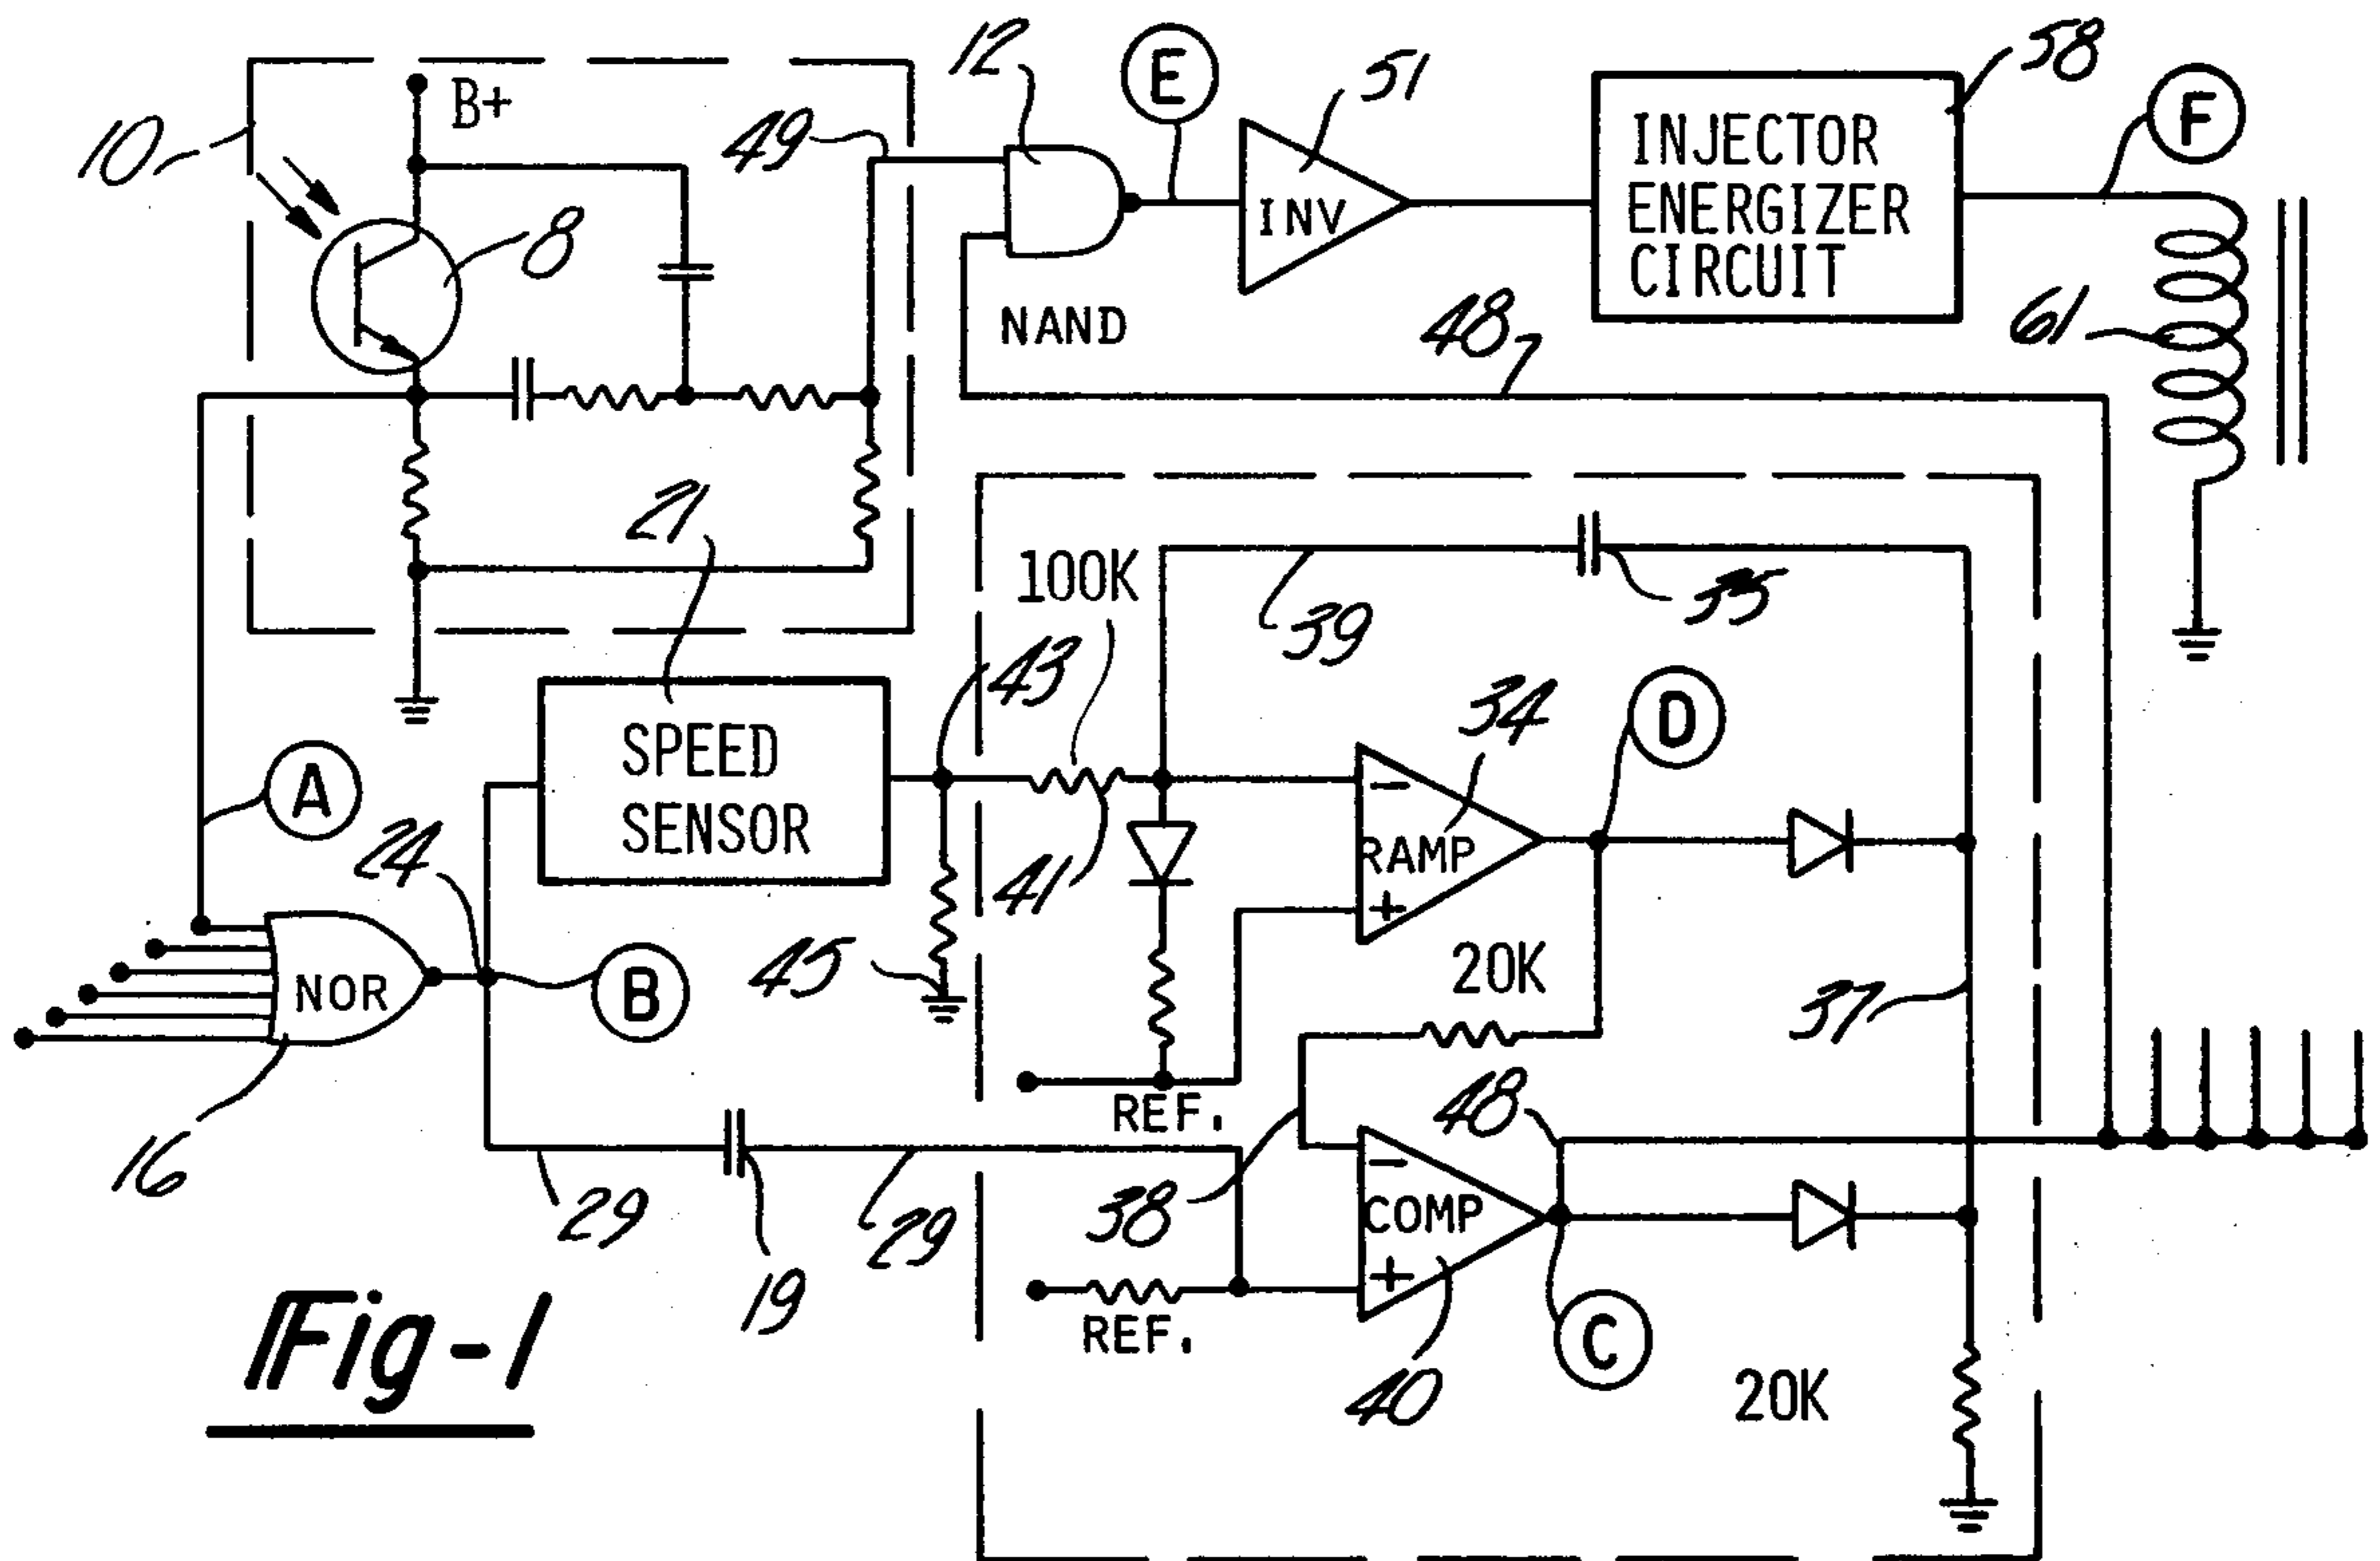 12
E
51
58
F
10
B+
49
INJECTOR
ENERGIZER
CIRCUIT
INV
8
NAND
48
61
21
100K
39
35
43
34
D
SPEED
SENSOR
A
24
41
RAMP
45
20K
NOR
B
37
REF.
48
16
29
19
29
38
COMP
REF.
C
40
20K
Fig-1
-
+
-
+